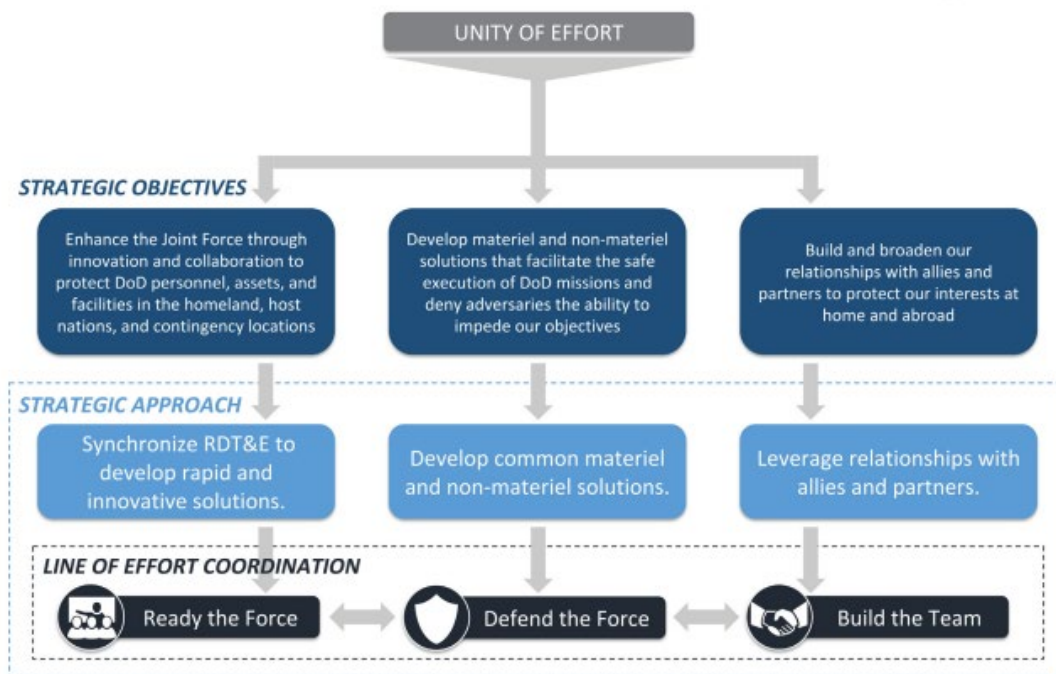 UNITY OF EFFORT
STRATEGIC OBJECTIVES
Enhance the Joint Force through
innovation and collaboration to
protect DoD personnel, assets, and
facilities in the homeland, host
nations, and contingency locations
Develop materiel and non-materiel
solutions that facilitate the safe
execution of DoD missions and
deny adversaries the ability to
impede our objectives
Build and broaden our
relationships with allies and
partners to protect our interests at
home and abroad
STRATEGIC APPROACH
Synchronize RDT&E to
develop rapid and
innovative solutions.
Develop common materiel
and non-materiel solutions.
Leverage relationships with
allies and partners.
LINE OF EFFORT COORDINATION
Ready the Force
Defend the Force
Build the Team